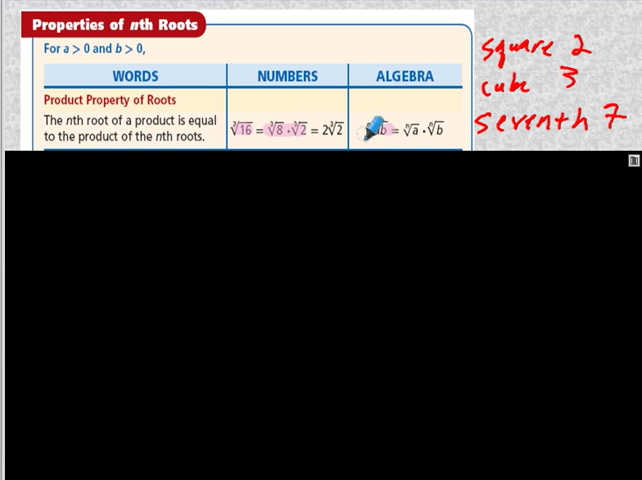 Properties of nth Roots
For a > 0 and b > 0,
WORDS NUMBERS ALGEBRA
Product Property of Roots
The nth root of a product is equal
to the product of the nth roots.
∛16 = ∛8 · ∛2 = 2∛2
b = ⁿ√a · ⁿ√b
square 2
cube 3
seventh 7